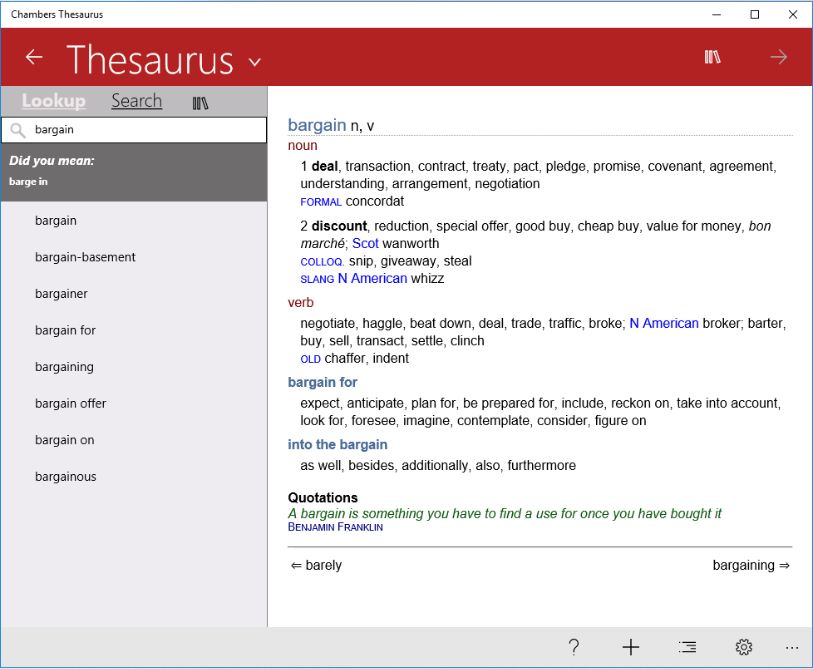 Chambers Thesaurus
Thesaurus
Lookup Search
bargain
Did you mean:
barge in
bargain
bargain-basement
bargainer
bargain for
bargaining
bargain offer
bargain on
bargainous
bargain n, v
noun
1 deal, transaction, contract, treaty, pact, pledge, promise, covenant, agreement,
understanding, arrangement, negotiation
FORMAL concordat
2 discount, reduction, special offer, good buy, cheap buy, value for money, bon
marché; Scot wanworth
COLLOQ. snip, giveaway, steal
SLANG N American whizz
verb
negotiate, haggle, beat down, deal, trade, traffic, broke; N American broker; barter,
buy, sell, transact, settle, clinch
OLD chaffer, indent
bargain for
expect, anticipate, plan for, be prepared for, include, reckon on, take into account,
look for, foresee, imagine, contemplate, consider, figure on
into the bargain
as well, besides, additionally, also, furthermore
Quotations
A bargain is something you have to find a use for once you have bought it
BENJAMIN FRANKLIN
⇐ barely bargaining ⇒